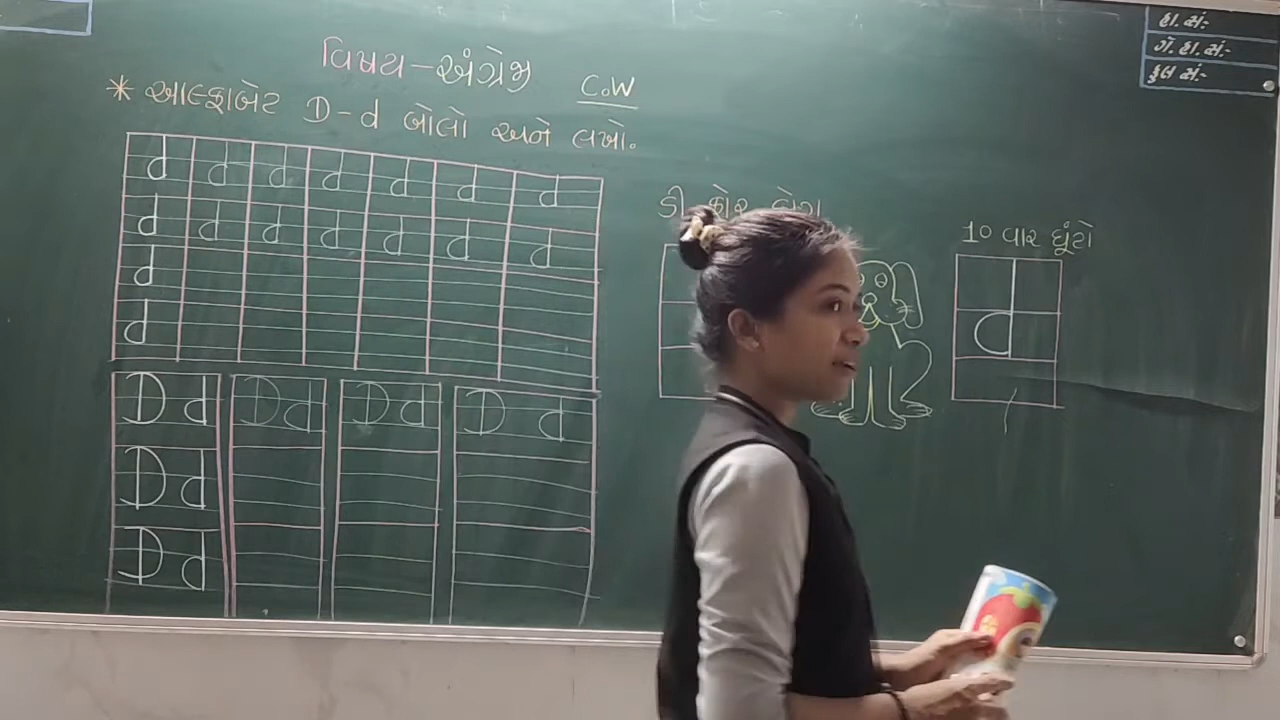 વિષય - અંગ્રેજી C.W
* આલ્ફાબેટ D-d બોલો અને લખો.
d d d d d d d
d d d d d d d
d
d
D d D d D d D d
D d
D d
ડી ફોર ડોગ
10 વાર ઘૂંટો
d
હા. સં:-
ગે. હા. સં:-
કુલ સં:-